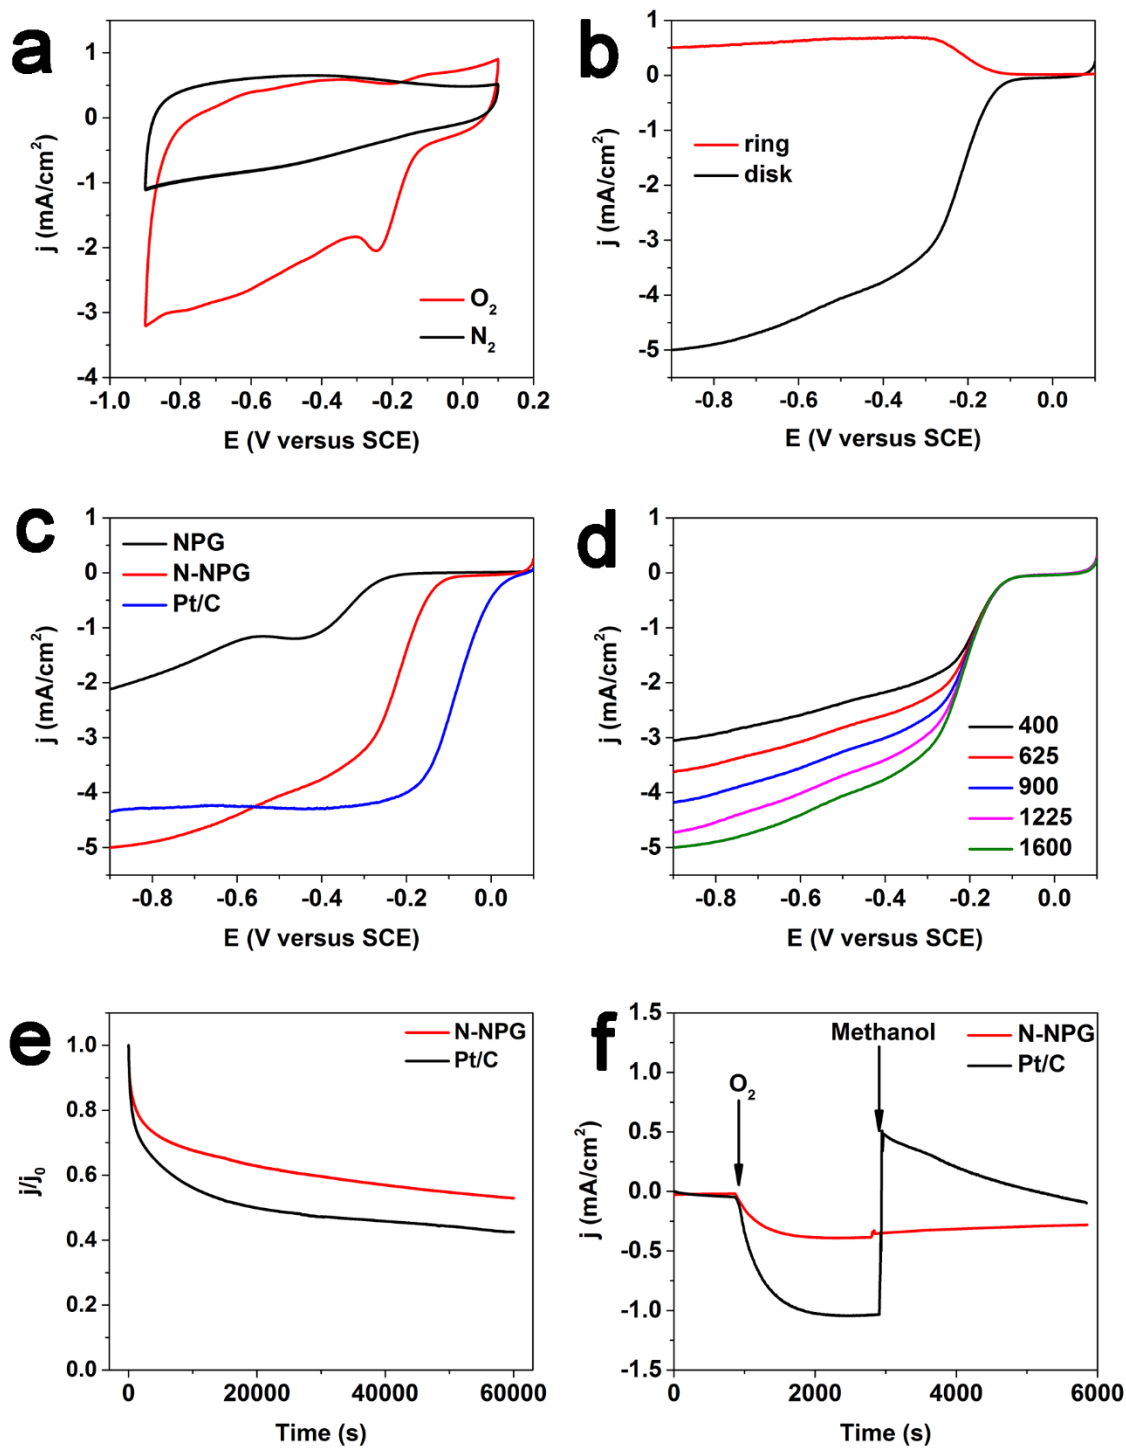 a
1
0
-1
-2
-3
-4
j (mA/cm²)
O₂
N₂
-1.0 -0.8 -0.6 -0.4 -0.2 0.0 0.2
E (V versus SCE)
b
1
0
-1
-2
-3
-4
-5
j (mA/cm²)
ring
disk
-0.8 -0.6 -0.4 -0.2 0.0
E (V versus SCE)
c
1
0
-1
-2
-3
-4
-5
j (mA/cm²)
NPG
N-NPG
Pt/C
-0.8 -0.6 -0.4 -0.2 0.0
E (V versus SCE)
d
1
0
-1
-2
-3
-4
-5
j (mA/cm²)
400
625
900
1225
1600
-0.8 -0.6 -0.4 -0.2 0.0
E (V versus SCE)
e
1.0
0.8
0.6
0.4
0.2
0.0
j/j₀
N-NPG
Pt/C
0 20000 40000 60000
Time (s)
f
1.5
1.0
0.5
0.0
-0.5
-1.0
-1.5
j (mA/cm²)
O₂
Methanol
N-NPG
Pt/C
0 2000 4000 6000
Time (s)